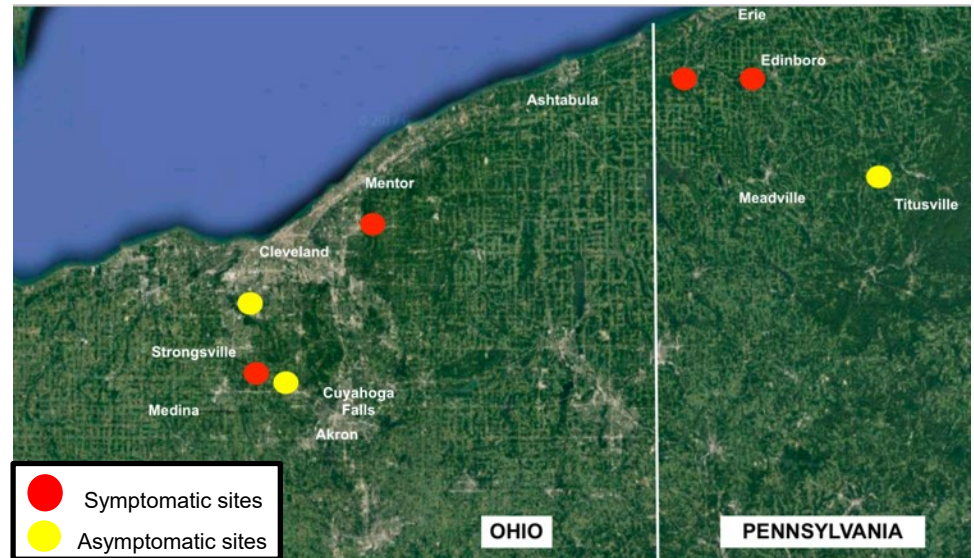 Erie
Edinboro
Ashtabula
Mentor
Meadville
Titusville
Cleveland
Strongsville
Medina
Cuyahoga
Falls
Akron
Symptomatic sites
Asymptomatic sites
OHIO
PENNSYLVANIA